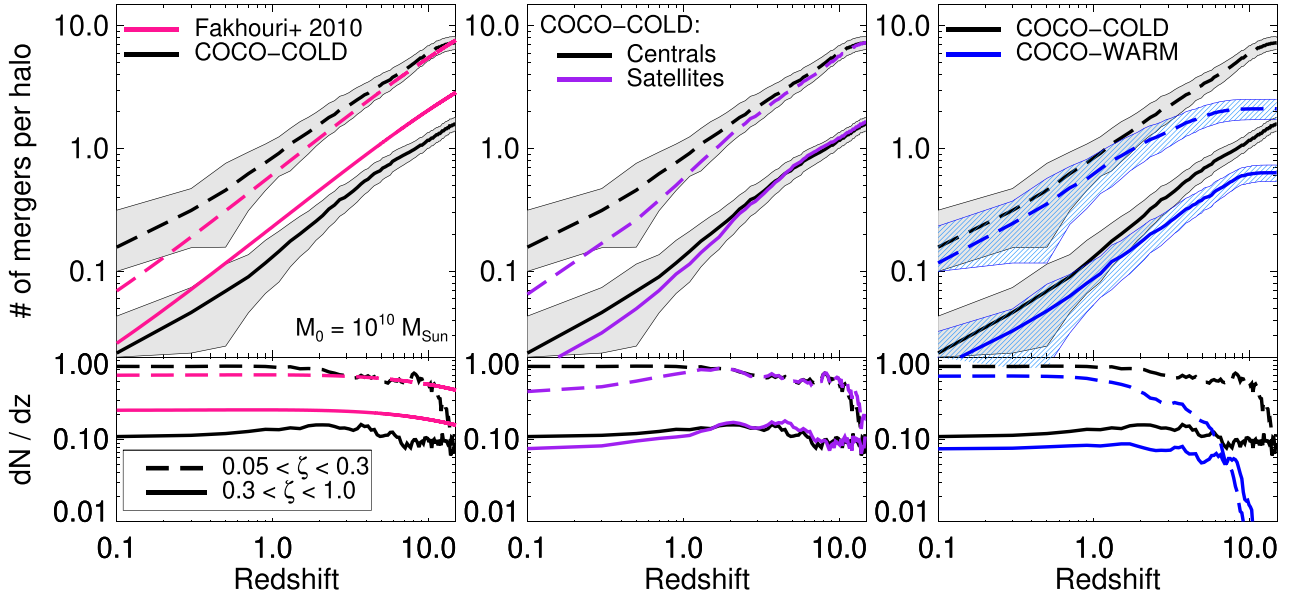 # of mergers per halo
10.0
1.0
0.1
Fakhouri+ 2010
COCO−COLD
M0 = 10^10 MSun
10.0
1.0
0.1
COCO−COLD:
Centrals
Satellites
10.0
1.0
0.1
COCO−COLD
COCO−WARM
dN / dz
1.00
0.10
0.01
0.05 < ζ < 0.3
0.3 < ζ < 1.0
0.1 1.0 10.0
Redshift
1.00
0.10
0.01
0.1 1.0 10.0
Redshift
1.00
0.10
0.01
0.1 1.0 10.0
Redshift